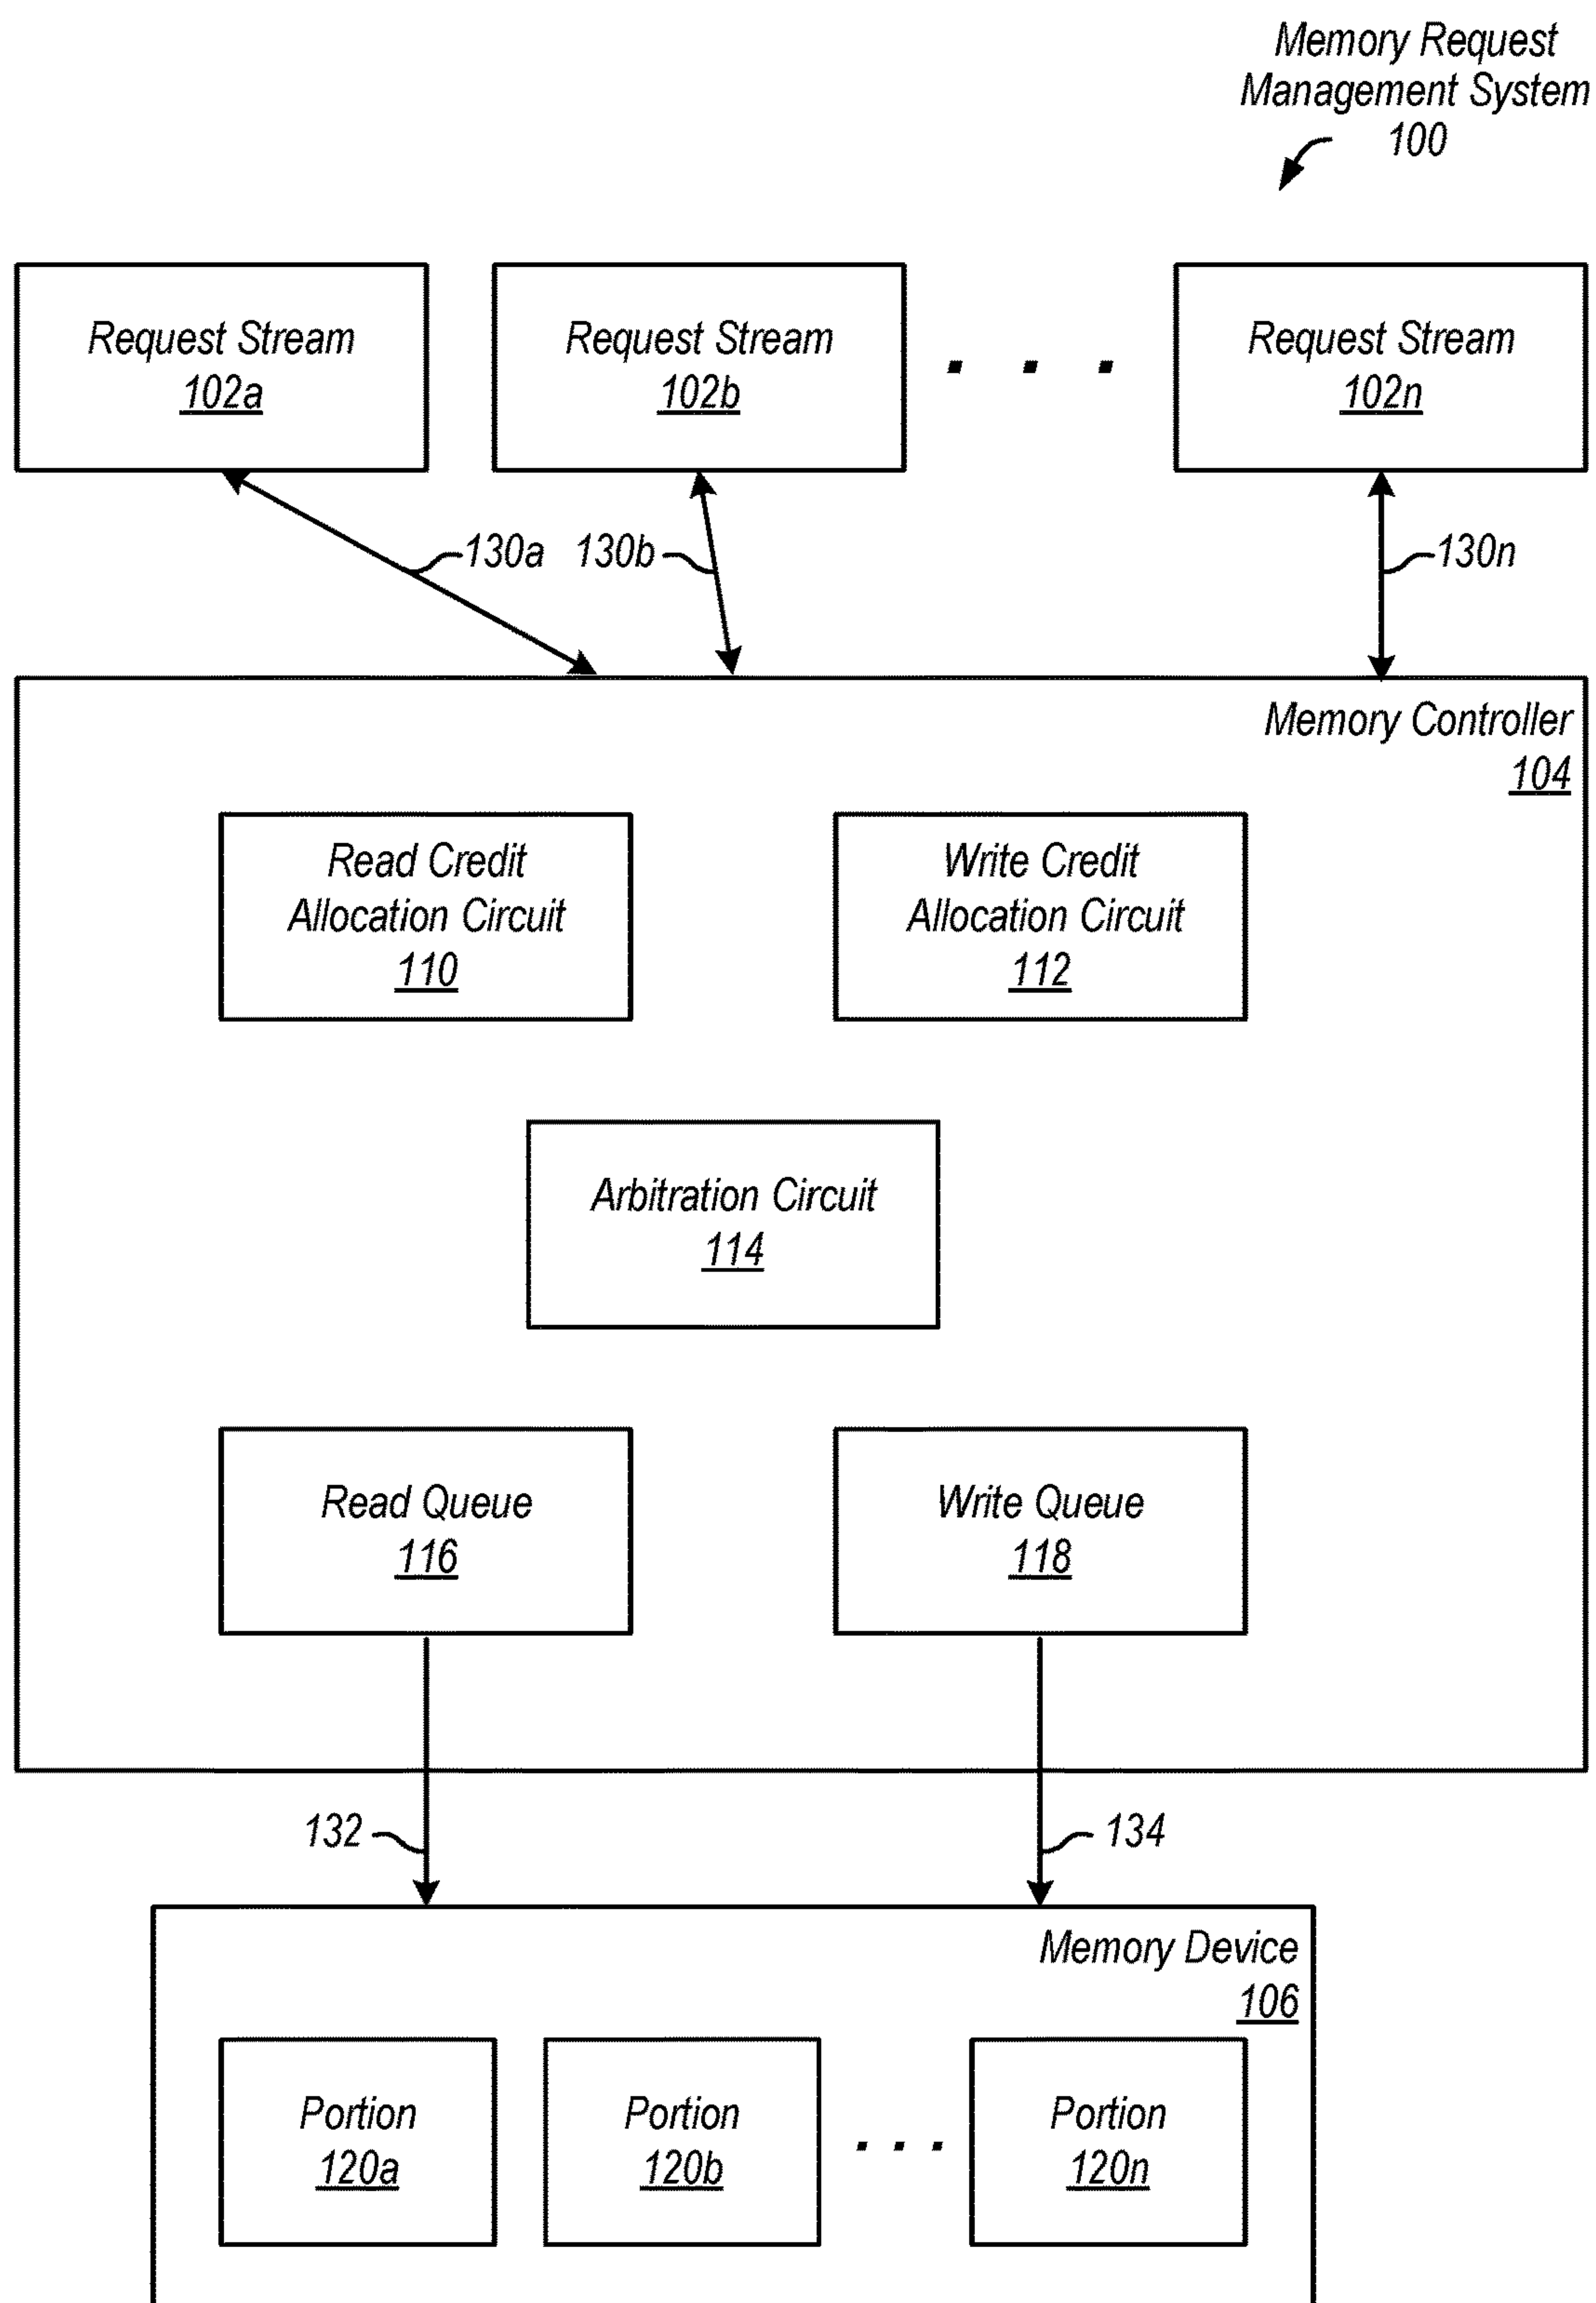 Memory Request
Management System
100
Request Stream
102a
Request Stream
102b
. . .
Request Stream
102n
130a
130b
130n
Memory Controller
104
Read Credit
Allocation Circuit
110
Write Credit
Allocation Circuit
112
Arbitration Circuit
114
Read Queue
116
Write Queue
118
132
134
Memory Device
106
Portion
120a
Portion
120b
. . .
Portion
120n